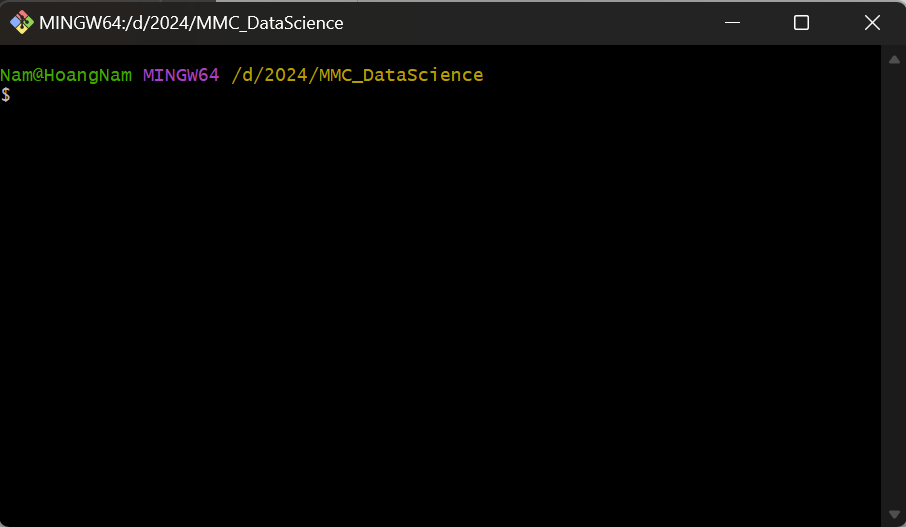 MINGW64:/d/2024/MMC_DataScience
Nam@HoangNam MINGW64 /d/2024/MMC_DataScience
$